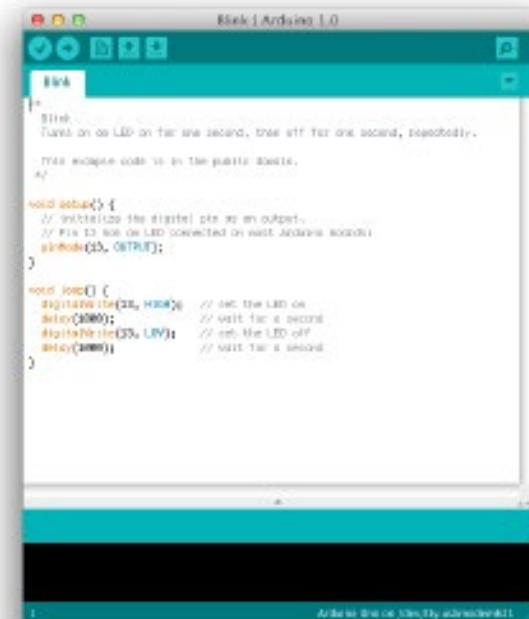 Blink | Arduino 1.0
Blink
/*
  Blink
  Turns on an LED on for one second, then off for one second, repeatedly.

  This example code is in the public domain.
 */

void setup() {
  // initialize the digital pin as an output.
  // Pin 13 has an LED connected on most Arduino boards:
  pinMode(13, OUTPUT);
}

void loop() {
  digitalWrite(13, HIGH);   // set the LED on
  delay(1000);              // wait for a second
  digitalWrite(13, LOW);    // set the LED off
  delay(1000);              // wait for a second
}
1
Arduino Uno on